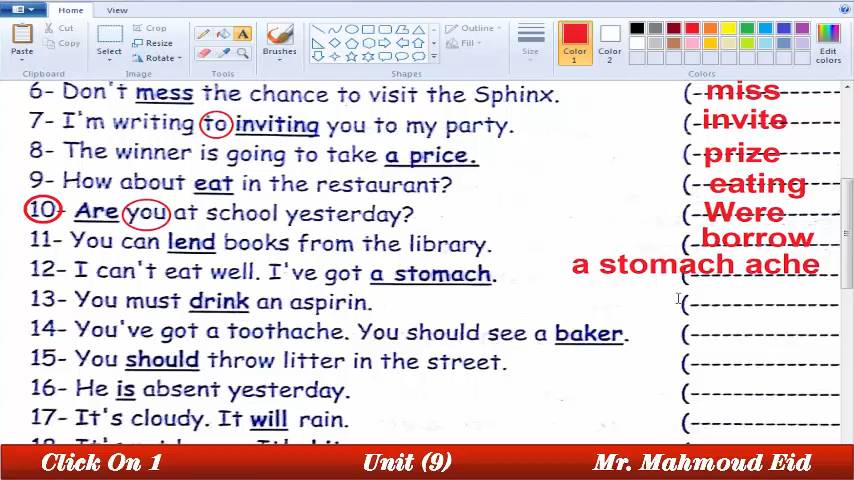 Home View
Cut
Copy
Paste
Clipboard
Crop
Resize
Rotate
Select
Image
A
Tools
Brushes
Outline
Fill
Shapes
Size
Color 1
Color 2
Edit colors
Colors
6- Don't mess the chance to visit the Sphinx. (- miss
7- I'm writing to inviting you to my party. (- invite
8- The winner is going to take a price. (- prize
9- How about eat in the restaurant? (- eating
10- Are you at school yesterday? (- Were
11- You can lend books from the library. (- borrow
12- I can't eat well. I've got a stomach. a stomach ache
13- You must drink an aspirin. (-----------------
14- You've got a toothache. You should see a baker. (-----------------
15- You should throw litter in the street. (-----------------
16- He is absent yesterday. (-----------------
17- It's cloudy. It will rain. (-----------------
Click On 1 Unit (9) Mr. Mahmoud Eid